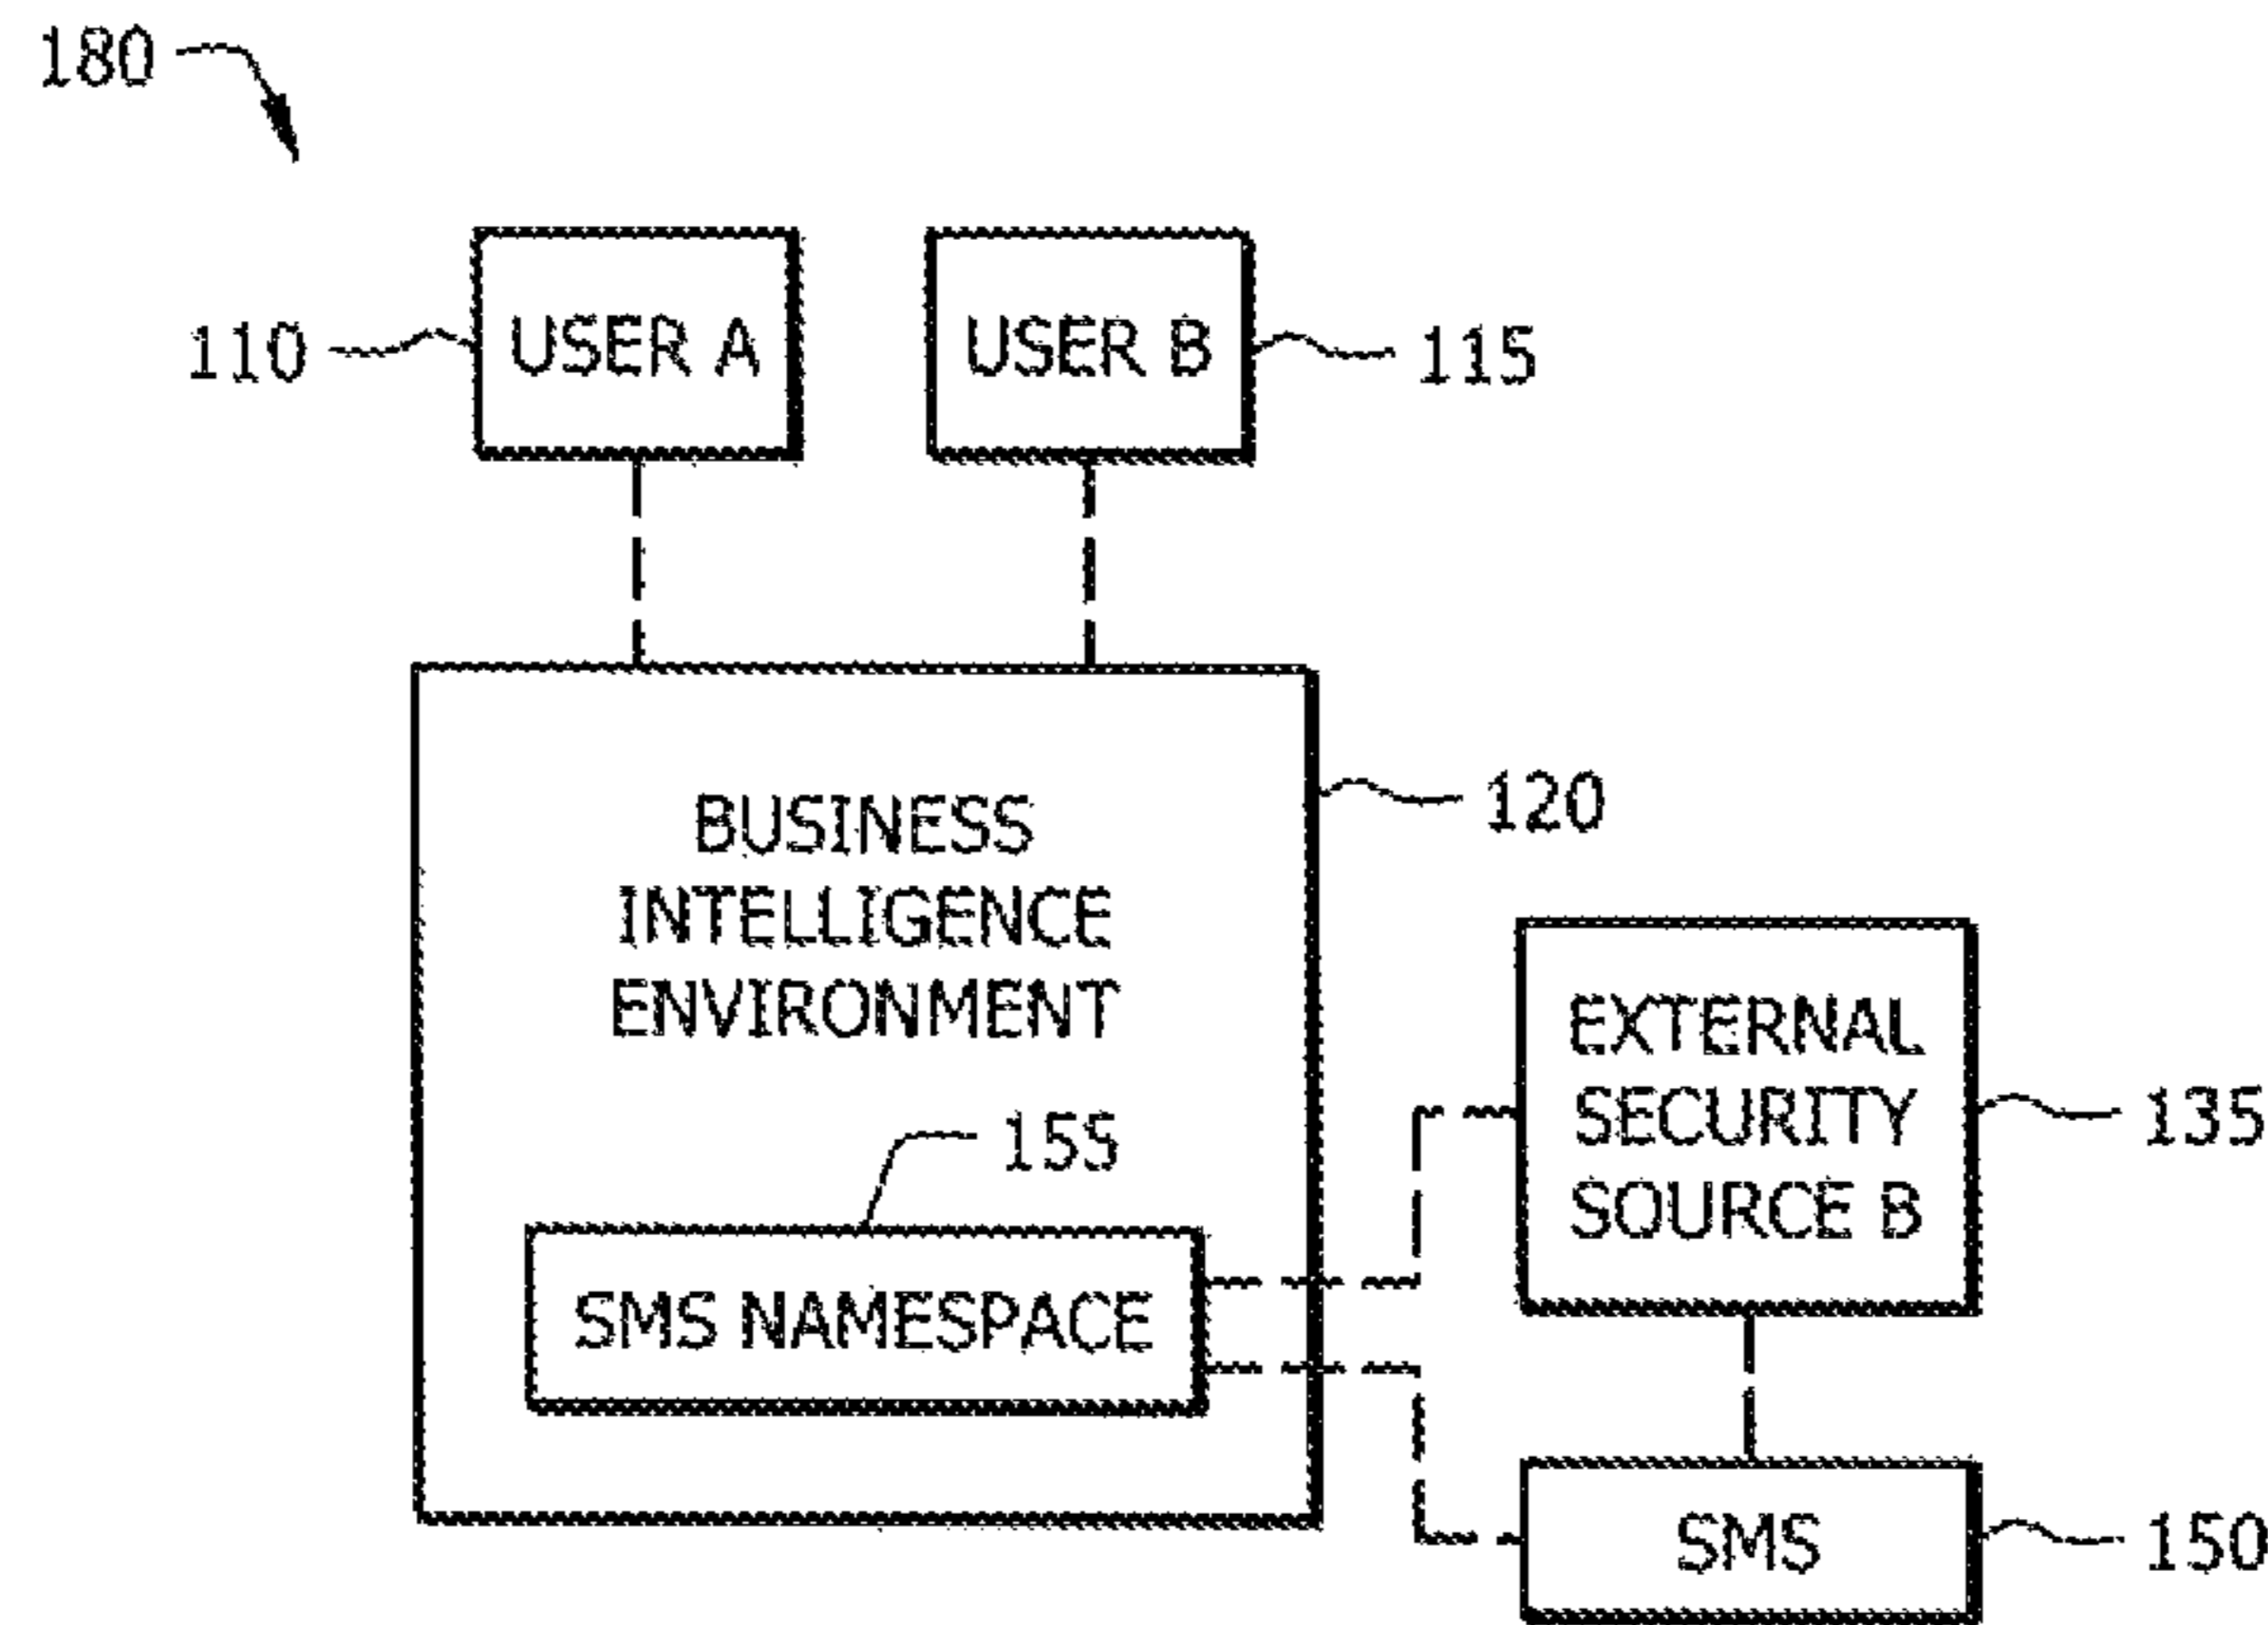 180
110
USER A
USER B
115
BUSINESS
INTELLIGENCE
ENVIRONMENT
120
155
SMS NAMESPACE
EXTERNAL
SECURITY
SOURCE B
135
SMS
150